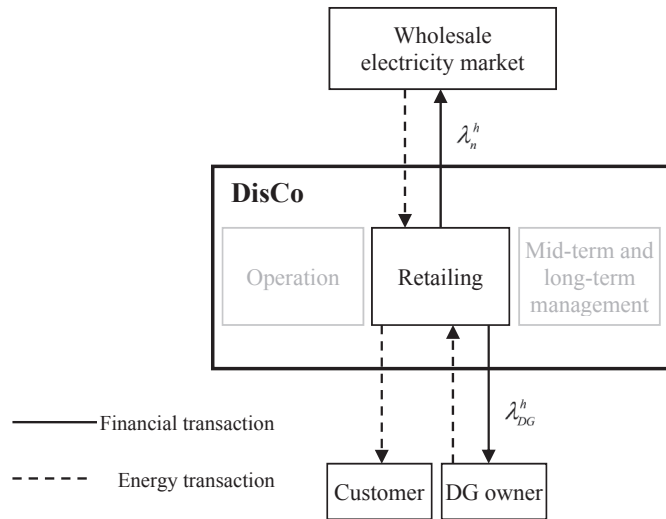 Wholesale
electricity market
λ_n^h
DisCo
Operation
Retailing
Mid-term and
long-term
management
λ_DG^h
Financial transaction
Energy transaction
Customer
DG owner